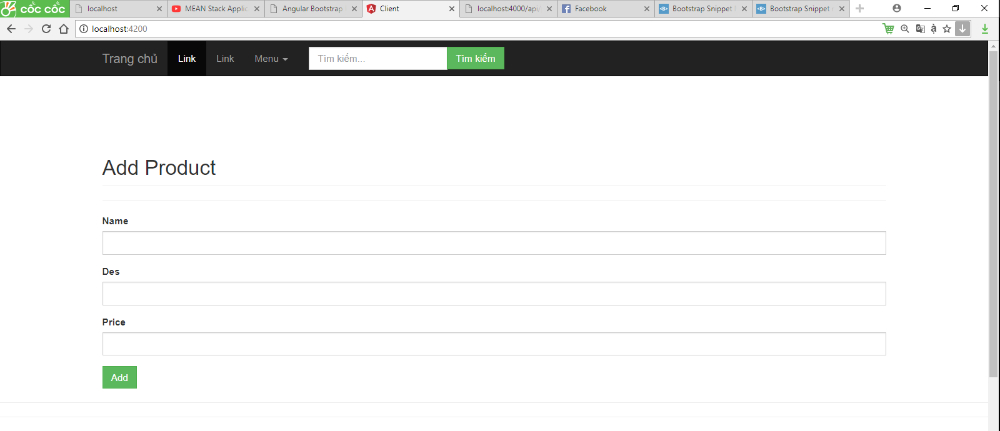 cốc cốc
localhost
MEAN Stack Applic
Angular Bootstrap
Client
localhost:4000/api/
Facebook
Bootstrap Snippet
Bootstrap Snippet
localhost:4200
Trang chủ
Link
Link
Menu
Tìm kiếm...
Tìm kiếm
Add Product
Name
Des
Price
Add